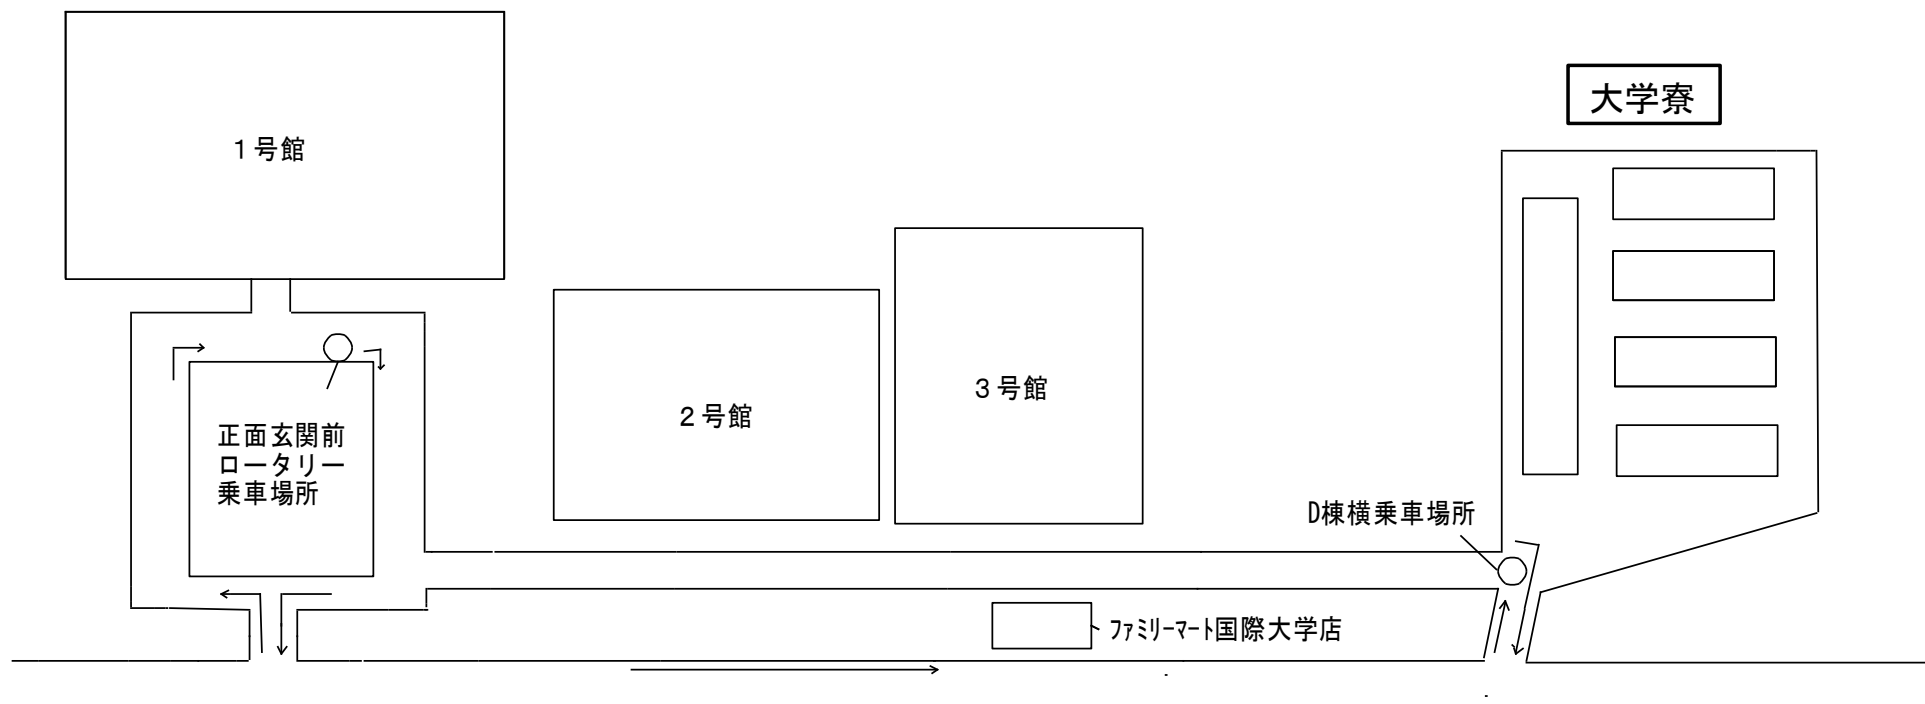 大学寮
1号館
2号館
3号館
正面玄関前
ロータリー
乗車場所
D棟横乗車場所
ﾌｧﾐﾘｰﾏｰﾄ国際大学店